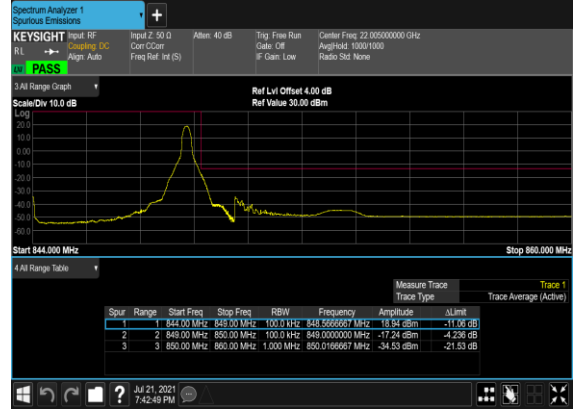 Spectrum Analyzer 1
Spurious Emissions
KEYSIGHT Input: RF Input Z: 50 Ω Atten: 40 dB Trig: Free Run Center Freq: 22.005000000 GHz
RL Coupling: DC Corr CCorr Gate: Off Avg|Hold: 1000/1000
Align: Auto Freq Ref: Int (S) IF Gain: Low Radio Std: None
PASS
3 All Range Graph
Ref Lvl Offset 4.00 dB
Scale/Div 10.0 dB Ref Value 30.00 dBm
Log
20.0
10.0
0.00
-10.0
-20.0
-30.0
-40.0
-50.0
-60.0
Start 844.000 MHz Stop 860.000 MHz
4 All Range Table
Measure Trace Trace 1
Trace Type Trace Average (Active)
Spur Range Start Freq Stop Freq RBW Frequency Amplitude ΔLimit
1 1 844.00 MHz 849.00 MHz 100.0 kHz 848.5666667 MHz 18.94 dBm -11.06 dB
2 2 849.00 MHz 850.00 MHz 100.0 kHz 849.0000000 MHz -17.24 dBm -4.236 dB
3 3 850.00 MHz 860.00 MHz 1.000 MHz 850.0166667 MHz -34.53 dBm -21.53 dB
Jul 21, 2021
7:42:49 PM